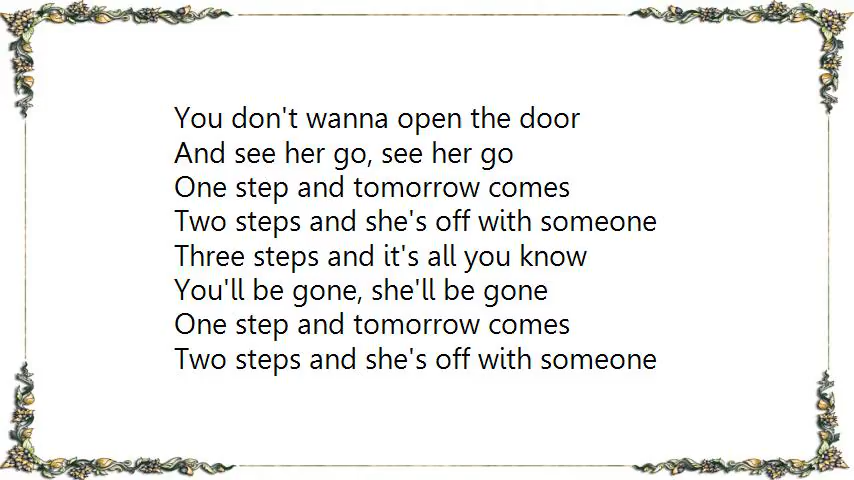 You don't wanna open the door
And see her go, see her go
One step and tomorrow comes
Two steps and she's off with someone
Three steps and it's all you know
You'll be gone, she'll be gone
One step and tomorrow comes
Two steps and she's off with someone